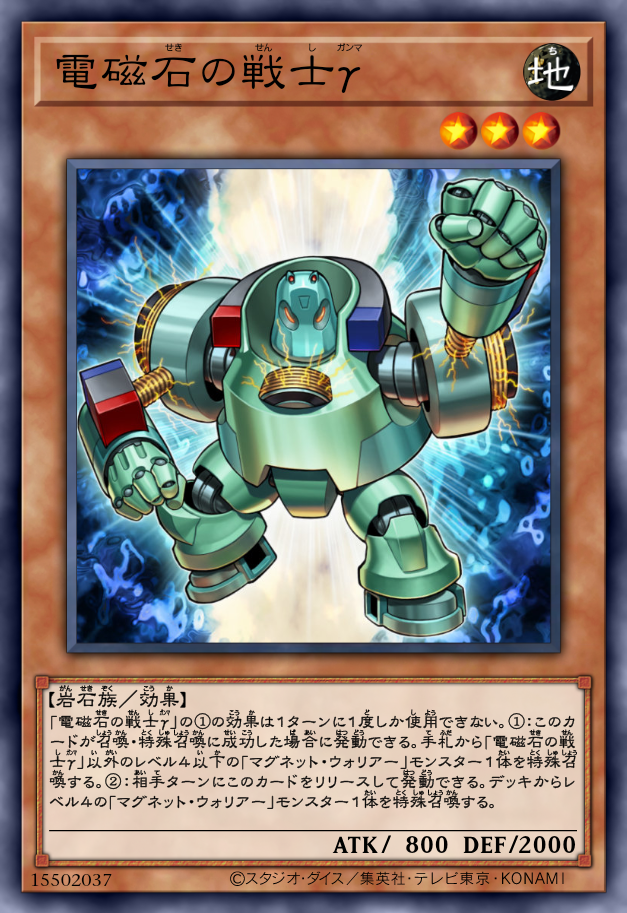 電磁石の戦士γ
地
【岩石族／効果】
「電磁石の戦士γ」の①の効果は１ターンに１度しか使用できない。①：このカ
ードが召喚・特殊召喚に成功した場合に発動できる。手札から「電磁石の戦
士γ」以外のレベル４以下の「マグネット・ウォリアー」モンスター１体を特殊召
喚する。②：相手ターンにこのカードをリリースして発動できる。デッキからレ
ベル４の「マグネット・ウォリアー」モンスター１体を特殊召喚する。
ATK/ 800 DEF/2000
15502037 ©スタジオ・ダイス／集英社・テレビ東京・KONAMI